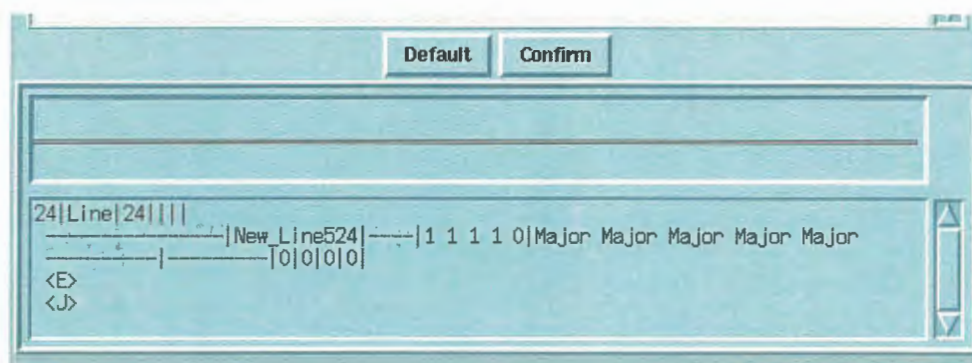 Default Confirm
24|Line|24||||
----------------|New_Line524|----|1 1 1 1 0|Major Major Major Major Major
----------|---------|0|0|0|0|
<E>
<J>